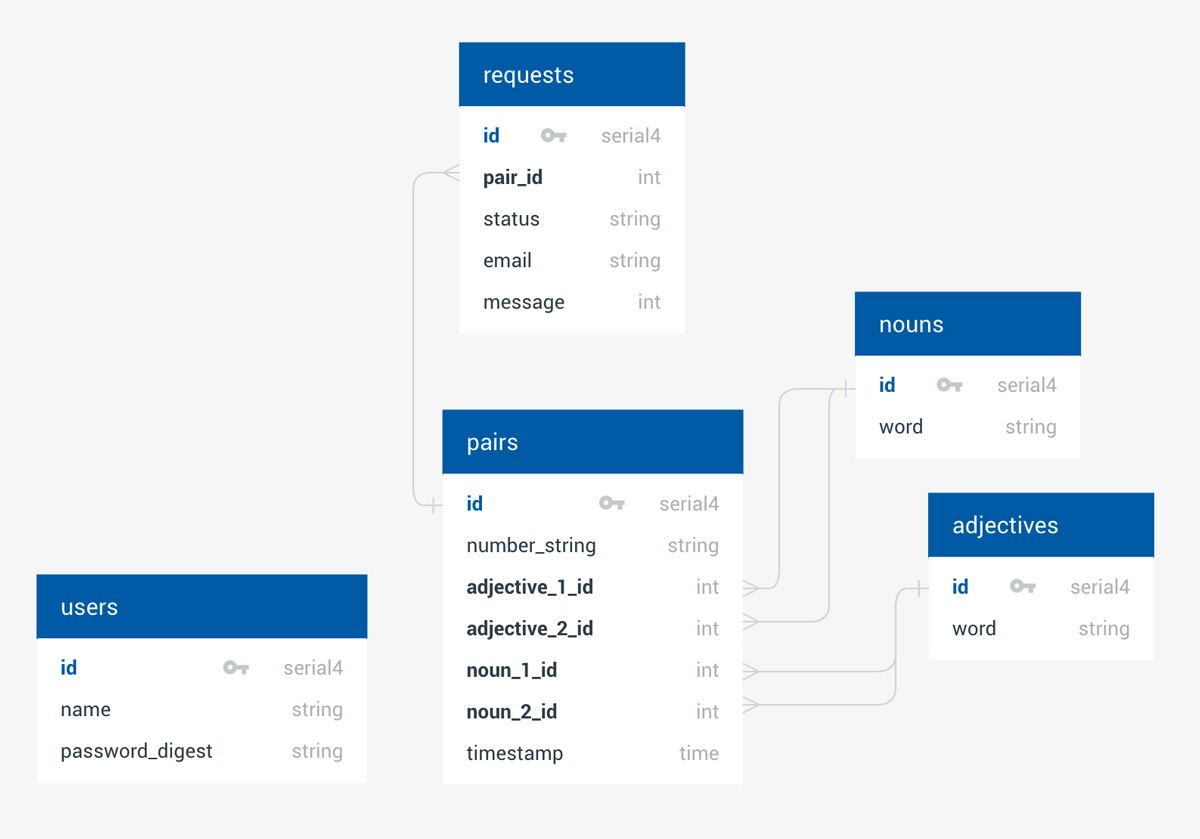 requests
id serial4
pair_id int
status string
email string
message int
nouns
id serial4
word string
pairs
id serial4
number_string string
adjective_1_id int
adjective_2_id int
noun_1_id int
noun_2_id int
timestamp time
adjectives
id serial4
word string
users
id serial4
name string
password_digest string